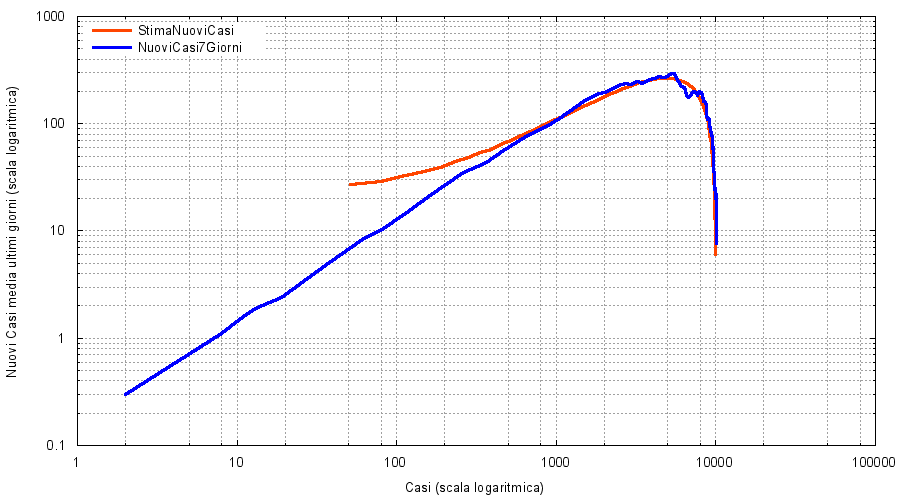 1000
100
10
1
0.1
StimaNuoviCasi
NuoviCasi7Giorni
Nuovi Casi media ultimi giorni (scala logaritmica)
1 10 100 1000 10000 100000
Casi (scala logaritmica)